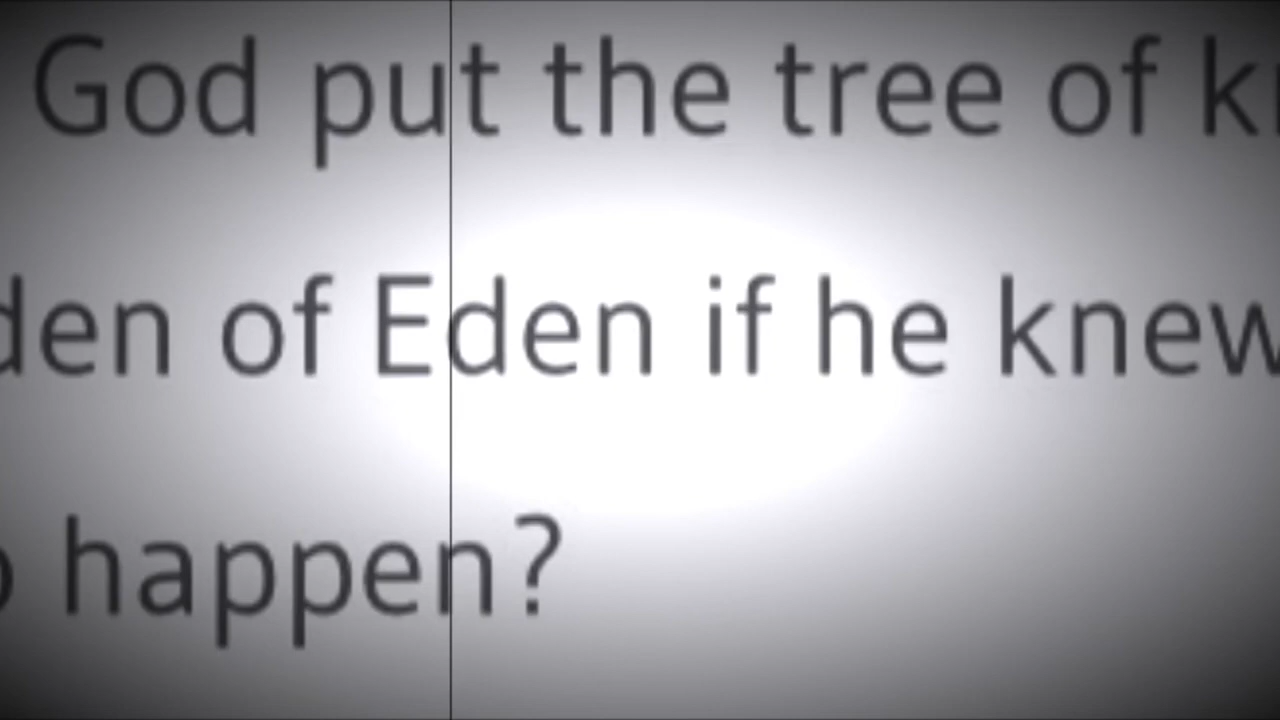 God put the tree of k
den of Eden if he knew
happen?